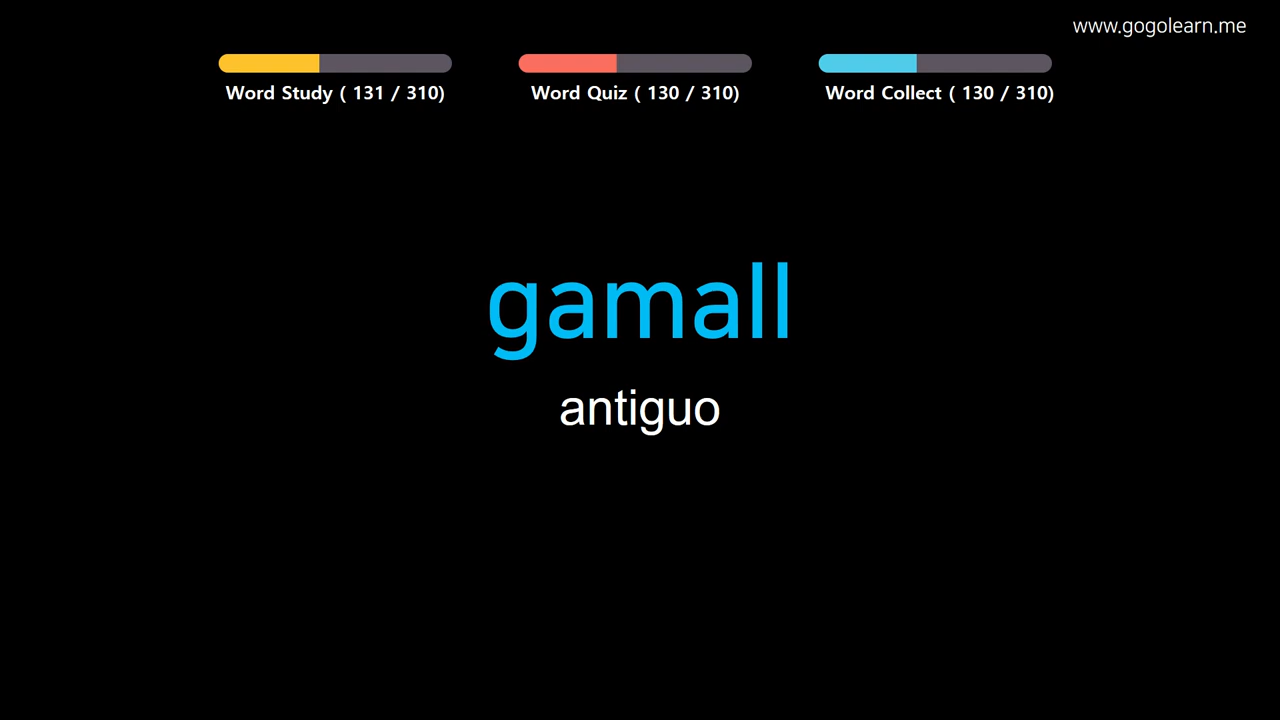 www.gogolearn.me
Word Study ( 131 / 310)
Word Quiz ( 130 / 310)
Word Collect ( 130 / 310)
gamall
antiguo